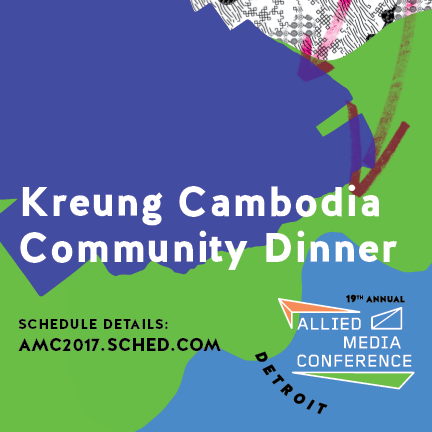 Kreung Cambodia
Community Dinner
SCHEDULE DETAILS:
AMC2017.SCHED.COM
19TH ANNUAL
ALLIED
MEDIA
CONFERENCE
DETROIT